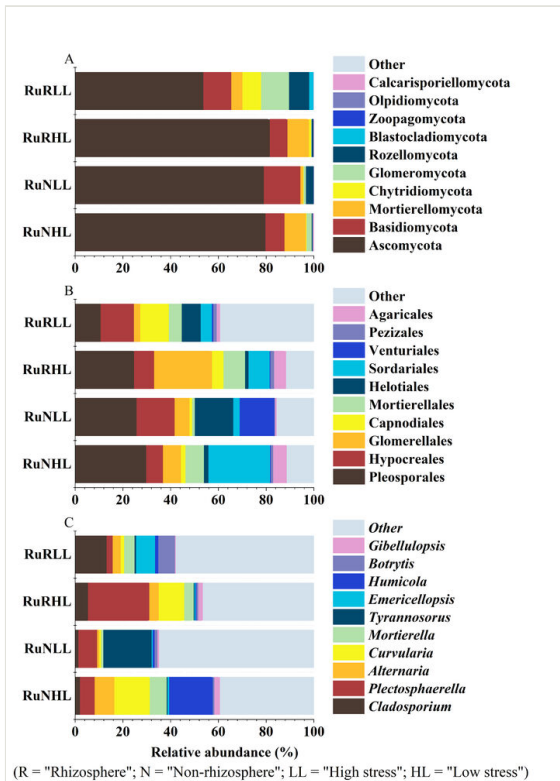 A
RuRLL
RuRHL
RuNLL
RuNHL
0 20 40 60 80 100
Other
Calcarisporiellomycota
Olpidiomycota
Zoopagomycota
Blastocladiomycota
Rozellomycota
Glomeromycota
Chytridiomycota
Mortierellomycota
Basidiomycota
Ascomycota
B
RuRLL
RuRHL
RuNLL
RuNHL
0 20 40 60 80 100
Other
Agaricales
Pezizales
Venturiales
Sordariales
Helotiales
Mortierellales
Capnodiales
Glomerellales
Hypocreales
Pleosporales
C
RuRLL
RuRHL
RuNLL
RuNHL
0 20 40 60 80 100
Relative abundance (%)
Other
Gibellulopsis
Botrytis
Humicola
Emericellopsis
Tyrannosorus
Mortierella
Curvularia
Alternaria
Plectosphaerella
Cladosporium
(R = "Rhizosphere"; N = "Non-rhizosphere"; LL = "High stress"; HL = "Low stress")